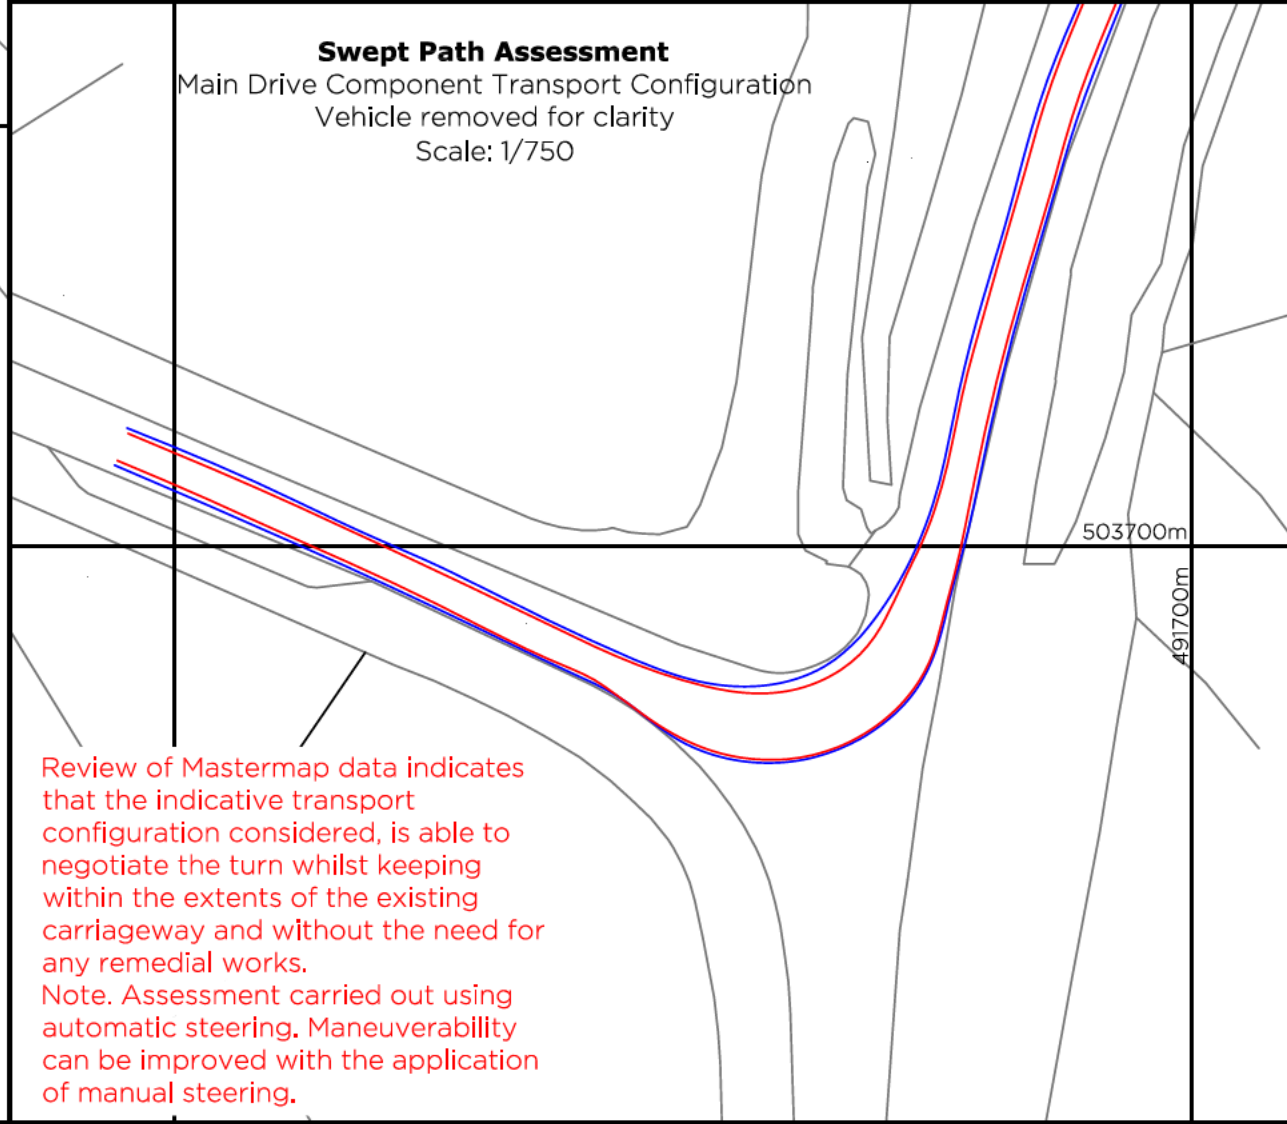 Swept Path Assessment
Main Drive Component Transport Configuration
Vehicle removed for clarity
Scale: 1/750
503700m
491700m
Review of Mastermap data indicates
that the indicative transport
configuration considered, is able to
negotiate the turn whilst keeping
within the extents of the existing
carriageway and without the need for
any remedial works.
Note. Assessment carried out using
automatic steering. Maneuverability
can be improved with the application
of manual steering.